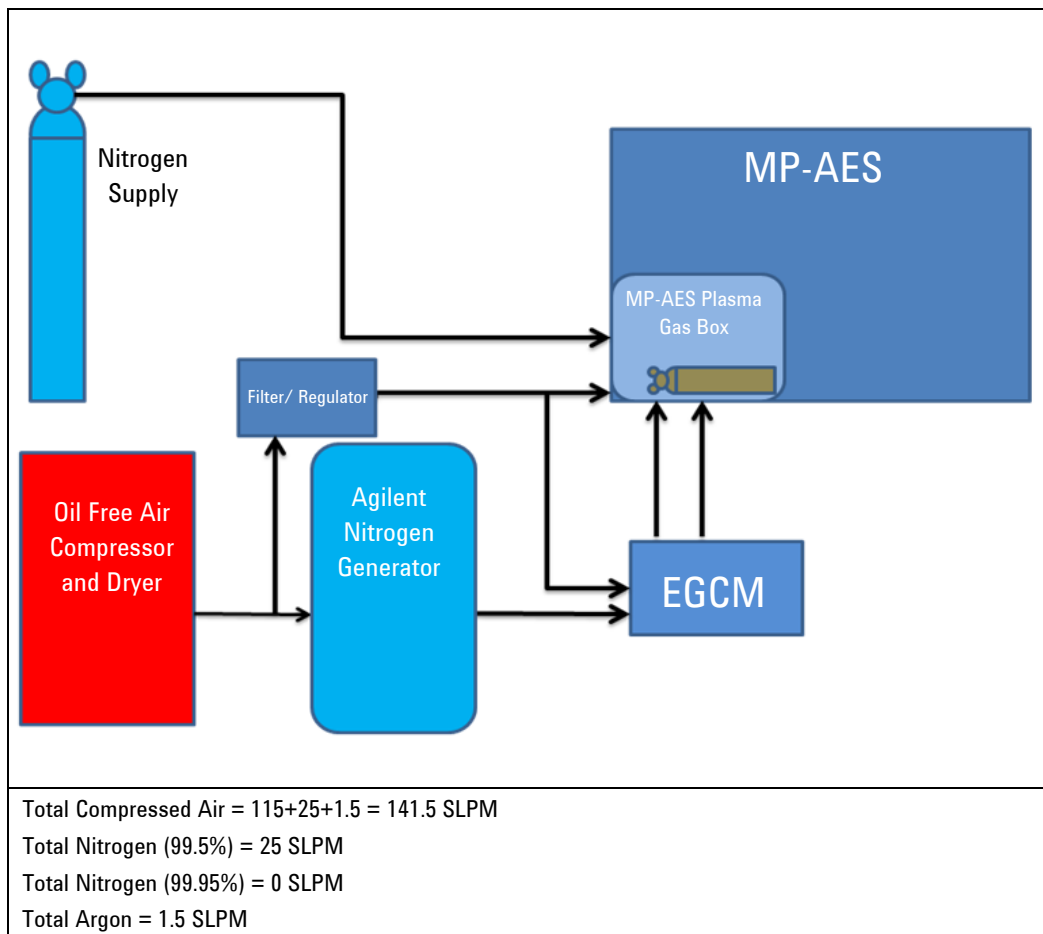 Nitrogen
Supply
MP-AES
MP-AES Plasma
Gas Box
Filter/ Regulator
Oil Free Air
Compressor
and Dryer
Agilent
Nitrogen
Generator
EGCM
Total Compressed Air = 115+25+1.5 = 141.5 SLPM
Total Nitrogen (99.5%) = 25 SLPM
Total Nitrogen (99.95%) = 0 SLPM
Total Argon = 1.5 SLPM